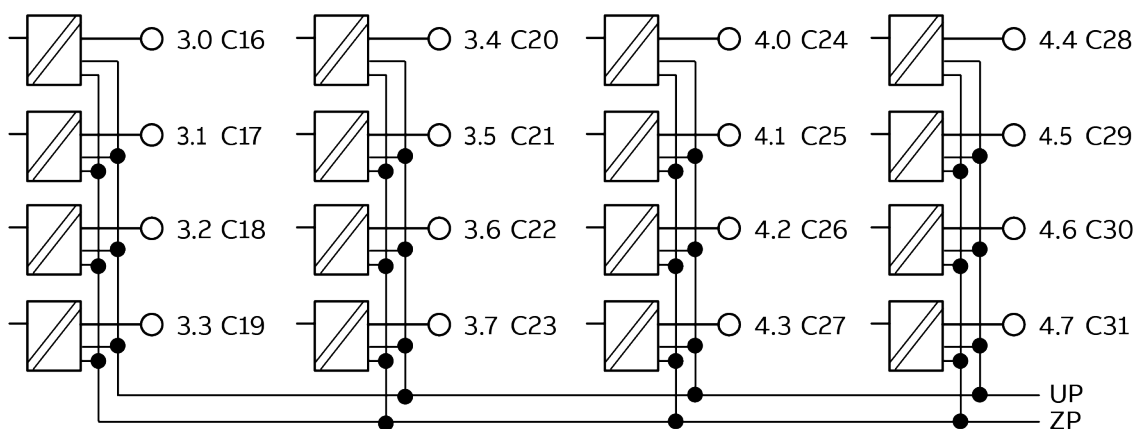 3.0 C16 3.4 C20 4.0 C24 4.4 C28
3.1 C17 3.5 C21 4.1 C25 4.5 C29
3.2 C18 3.6 C22 4.2 C26 4.6 C30
3.3 C19 3.7 C23 4.3 C27 4.7 C31
UP
ZP